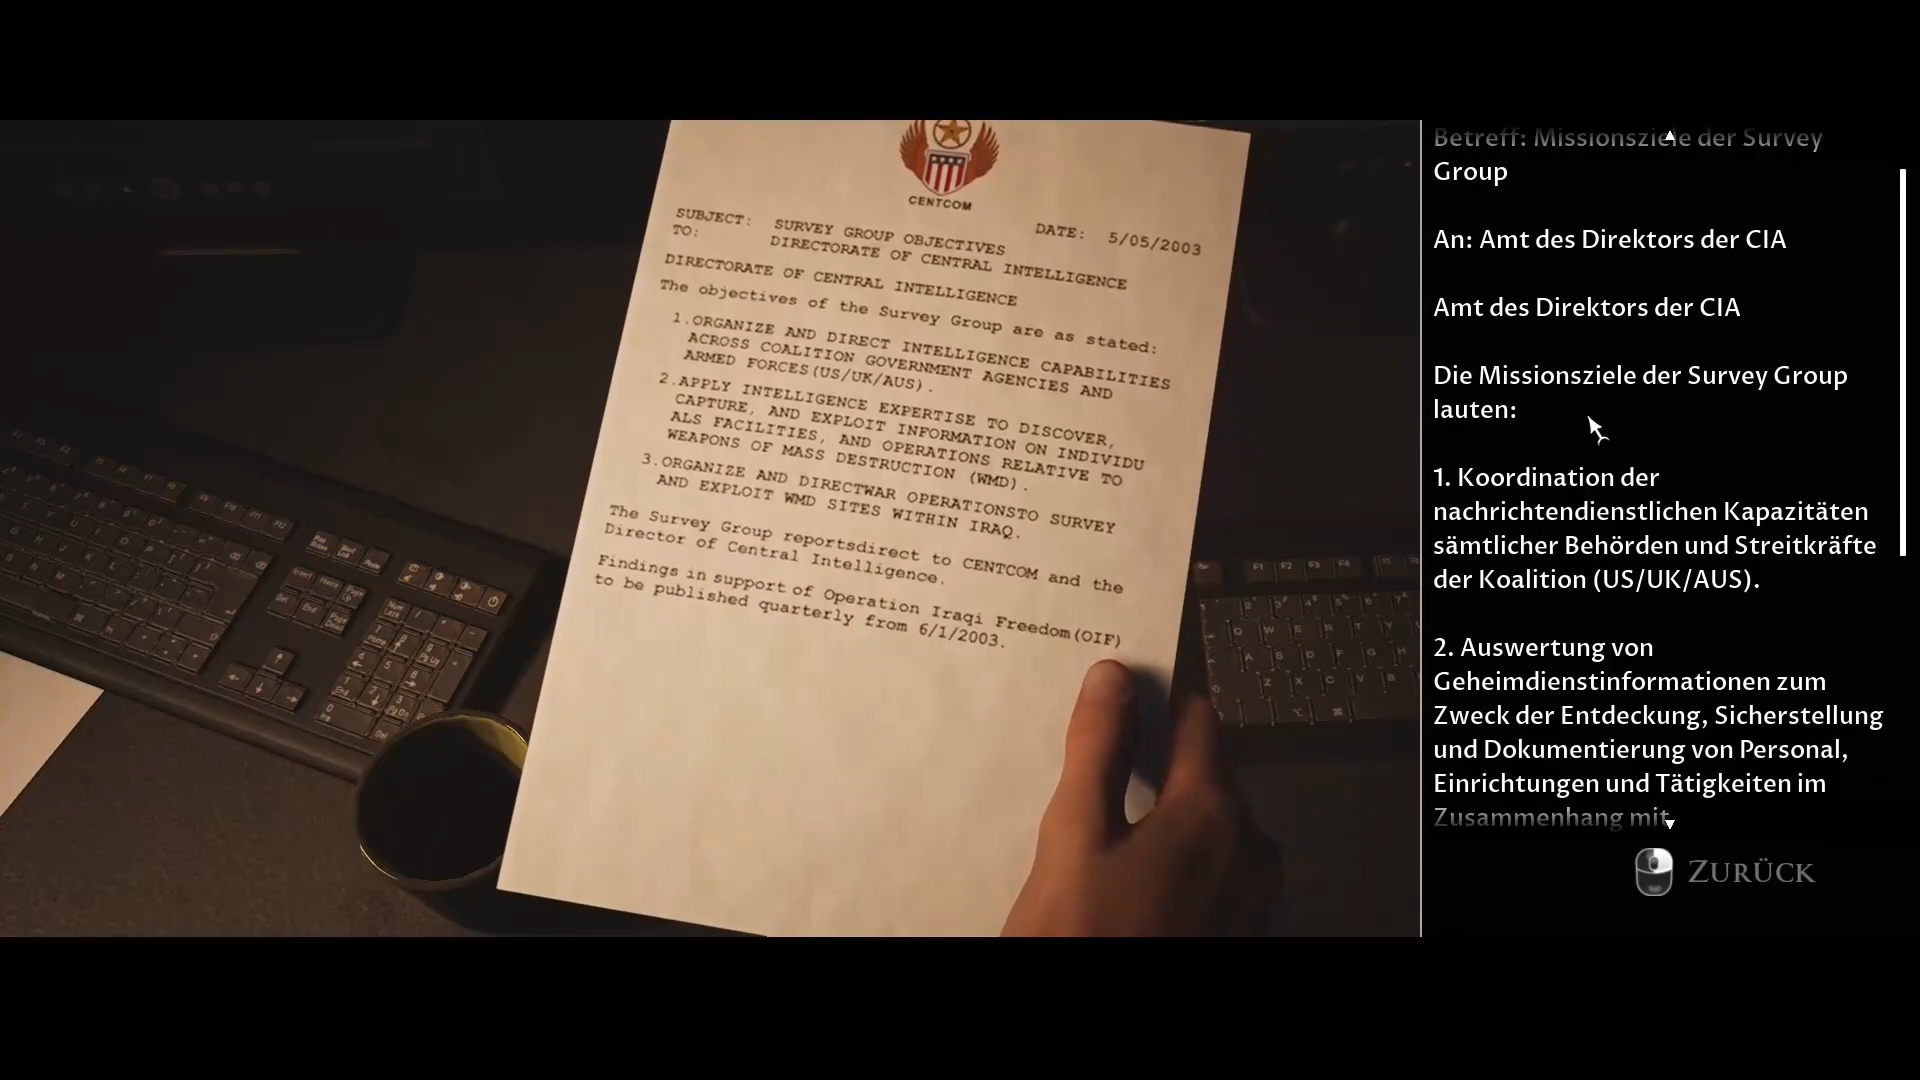 CENTCOM
SUBJECT: SURVEY GROUP OBJECTIVES DATE: 5/05/2003
TO: DIRECTORATE OF CENTRAL INTELLIGENCE
DIRECTORATE OF CENTRAL INTELLIGENCE
The objectives of the Survey Group are as stated:
1.ORGANIZE AND DIRECT INTELLIGENCE CAPABILITIES
ACROSS COALITION GOVERNMENT AGENCIES AND
ARMED FORCES(US/UK/AUS).
2.APPLY INTELLIGENCE EXPERTISE TO DISCOVER,
CAPTURE, AND EXPLOIT INFORMATION ON INDIVIDU
ALS FACILITIES, AND OPERATIONS RELATIVE TO
WEAPONS OF MASS DESTRUCTION (WMD).
3.ORGANIZE AND DIRECTWAR OPERATIONSTO SURVEY
AND EXPLOIT WMD SITES WITHIN IRAQ.
The Survey Group reportsdirect to CENTCOM and the
Director of Central Intelligence.
Findings in support of Operation Iraqi Freedom(OIF)
to be published quarterly from 6/1/2003.
Betreff: Missionsziele der Survey
Group
An: Amt des Direktors der CIA
Amt des Direktors der CIA
Die Missionsziele der Survey Group
lauten:
1. Koordination der
nachrichtendienstlichen Kapazitäten
sämtlicher Behörden und Streitkräfte
der Koalition (US/UK/AUS).
2. Auswertung von
Geheimdienstinformationen zum
Zweck der Entdeckung, Sicherstellung
und Dokumentierung von Personal,
Einrichtungen und Tätigkeiten im
Zusammenhang mit
ZURÜCK